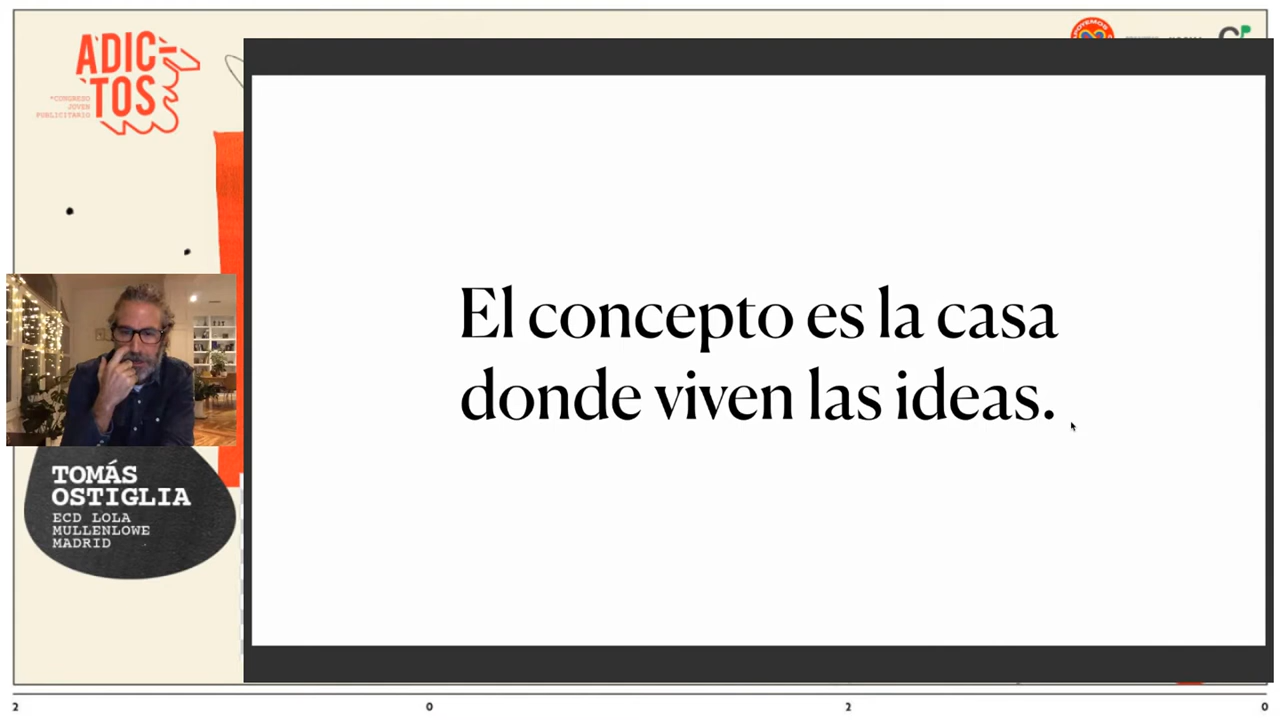 ADIC-
TOS
*CONGRESO
JOVEN
PUBLICITARIO
El concepto es la casa
donde viven las ideas.
TOMÁS
OSTIGLIA
ECD LOLA
MULLENLOWE
MADRID
2 0 2 0